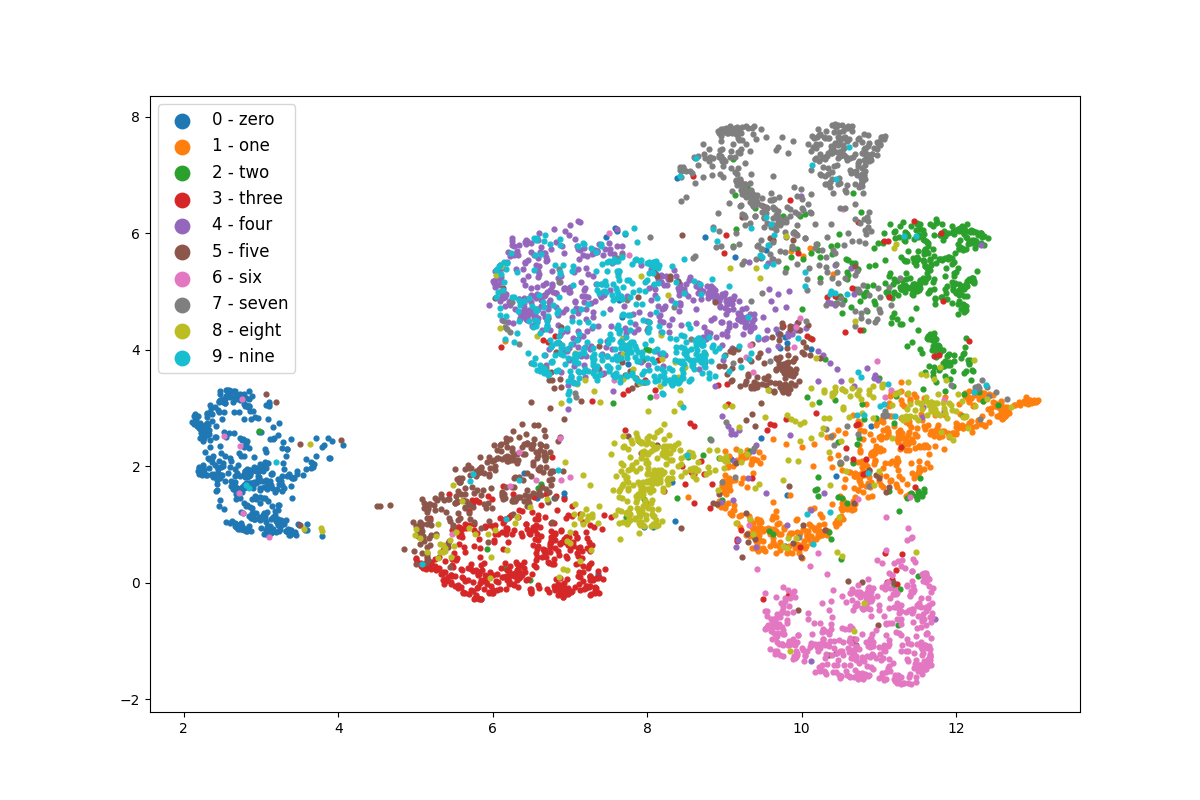 8
6
4
2
0
−2
0 - zero
1 - one
2 - two
3 - three
4 - four
5 - five
6 - six
7 - seven
8 - eight
9 - nine
2 4 6 8 10 12